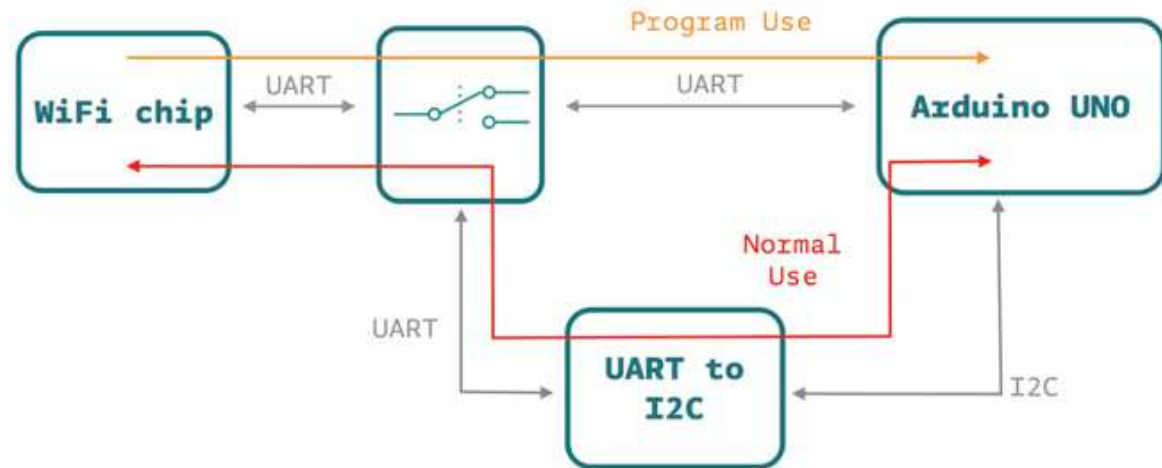 Program Use
WiFi chip
UART
UART
Arduino UNO
Normal
Use
UART
UART to
I2C
I2C